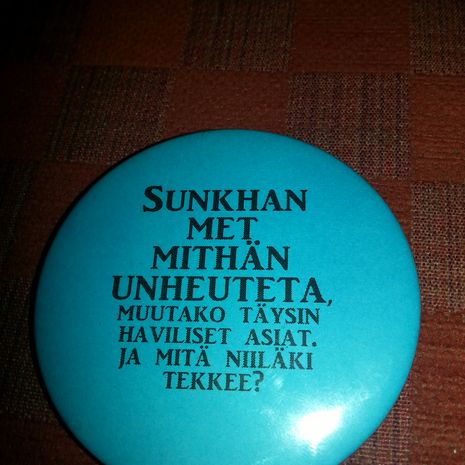 Sunkhan
met
mithän
unheuteta,
muutako täysin
haviliset asiat.
ja mitä niiläki
tekkee?